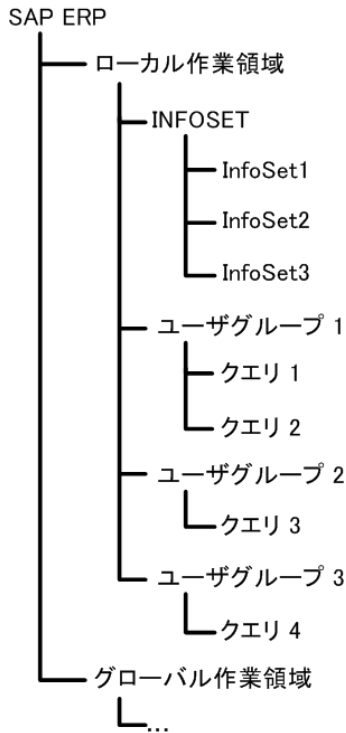 SAP ERP
ローカル作業領域
INFOSET
InfoSet1
InfoSet2
InfoSet3
ユーザグループ 1
クエリ 1
クエリ 2
ユーザグループ 2
クエリ 3
ユーザグループ 3
クエリ 4
グローバル作業領域
...